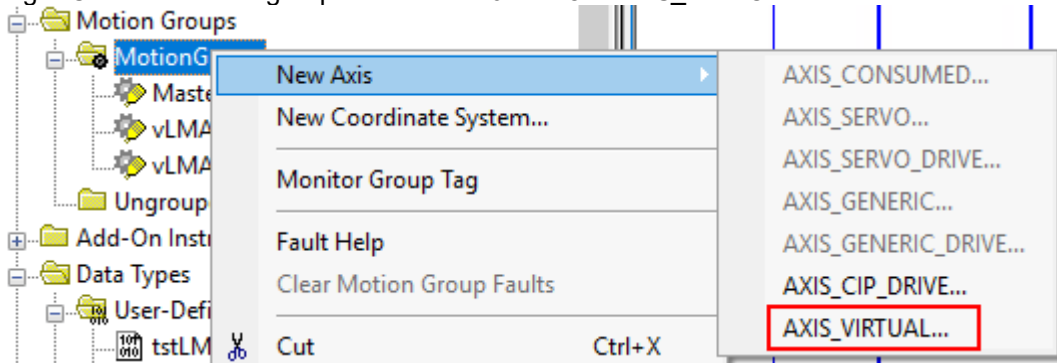 Motion Groups
MotionG
Maste
vLMA
vLMA
Ungroup
Add-On Inst
Data Types
User-Defi
tstLM
New Axis
New Coordinate System...
Monitor Group Tag
Fault Help
Clear Motion Group Faults
Cut Ctrl+X
AXIS_CONSUMED...
AXIS_SERVO...
AXIS_SERVO_DRIVE...
AXIS_GENERIC...
AXIS_GENERIC_DRIVE...
AXIS_CIP_DRIVE...
AXIS_VIRTUAL...